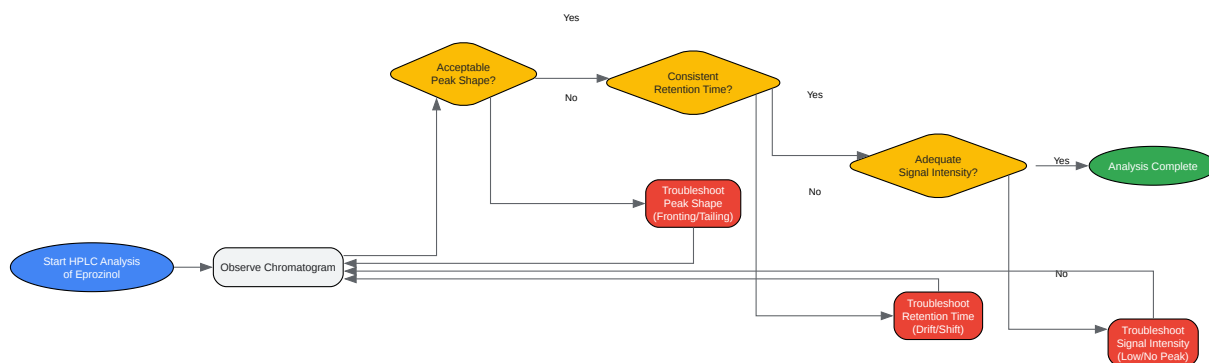 Yes
Acceptable
Peak Shape?
No
Consistent
Retention Time?
Yes
Adequate
Signal Intensity?
Yes
Analysis Complete
No
Troubleshoot
Peak Shape
(Fronting/Tailing)
Start HPLC Analysis
of Eprozinol
Observe Chromatogram
No
Troubleshoot
Retention Time
(Drift/Shift)
Troubleshoot
Signal Intensity
(Low/No Peak)